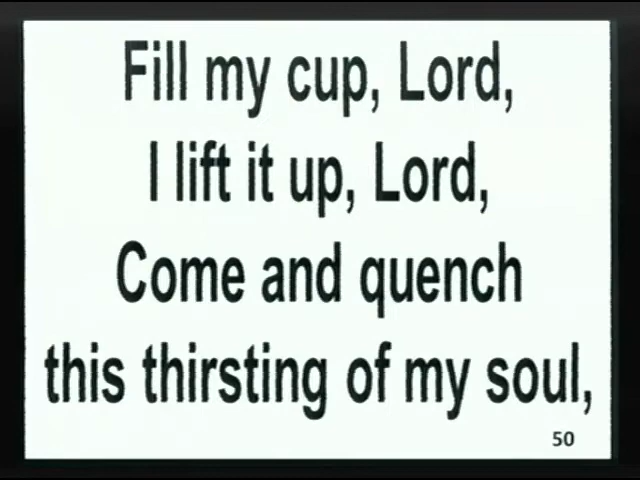 Fill my cup, Lord,
I lift it up, Lord,
Come and quench
this thirsting of my soul,
50